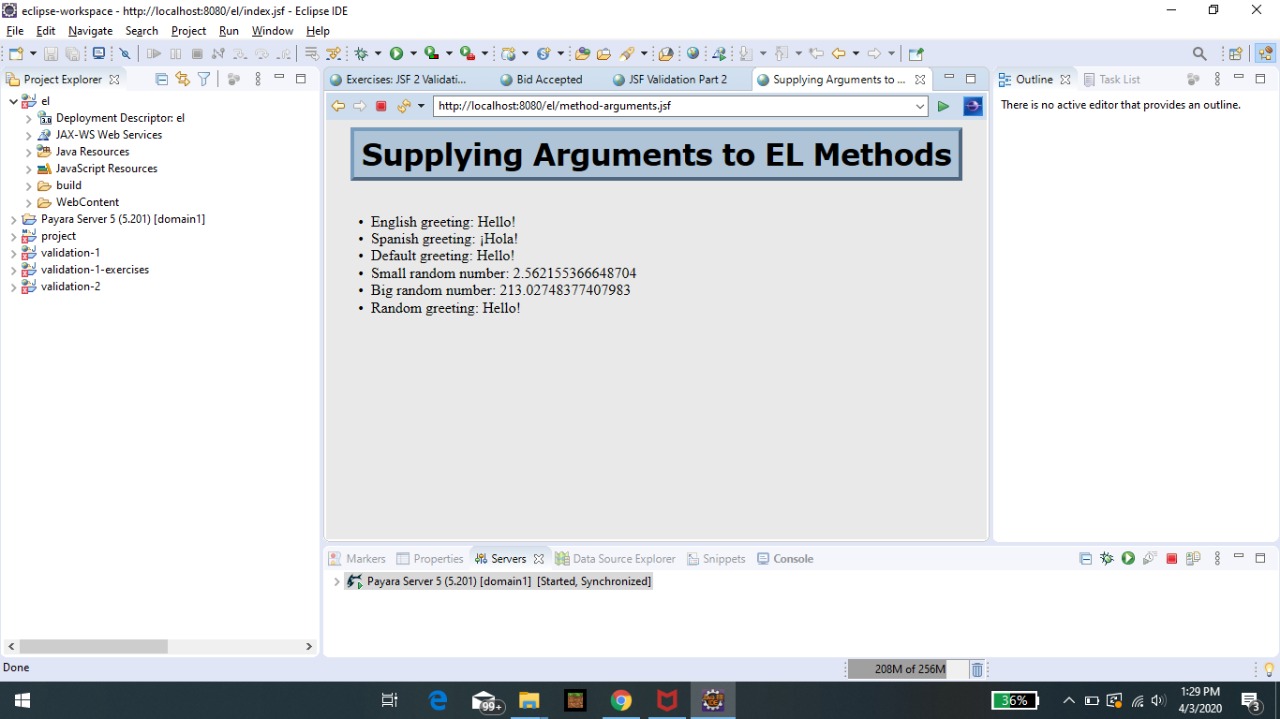 eclipse-workspace - http://localhost:8080/el/index.jsf - Eclipse IDE
File Edit Navigate Search Project Run Window Help
Project Explorer
el
Deployment Descriptor: el
JAX-WS Web Services
Java Resources
JavaScript Resources
build
WebContent
Payara Server 5 (5.201) [domain1]
project
validation-1
validation-1-exercises
validation-2
Exercises: JSF 2 Validati... Bid Accepted JSF Validation Part 2 Supplying Arguments to ...
http://localhost:8080/el/method-arguments.jsf
Supplying Arguments to EL Methods
• English greeting: Hello!
• Spanish greeting: ¡Hola!
• Default greeting: Hello!
• Small random number: 2.562155366648704
• Big random number: 213.02748377407983
• Random greeting: Hello!
Outline Task List
There is no active editor that provides an outline.
Markers Properties Servers Data Source Explorer Snippets Console
Payara Server 5 (5.201) [domain1] [Started, Synchronized]
Done
208M of 256M
99+
36%
1:29 PM
4/3/2020
3